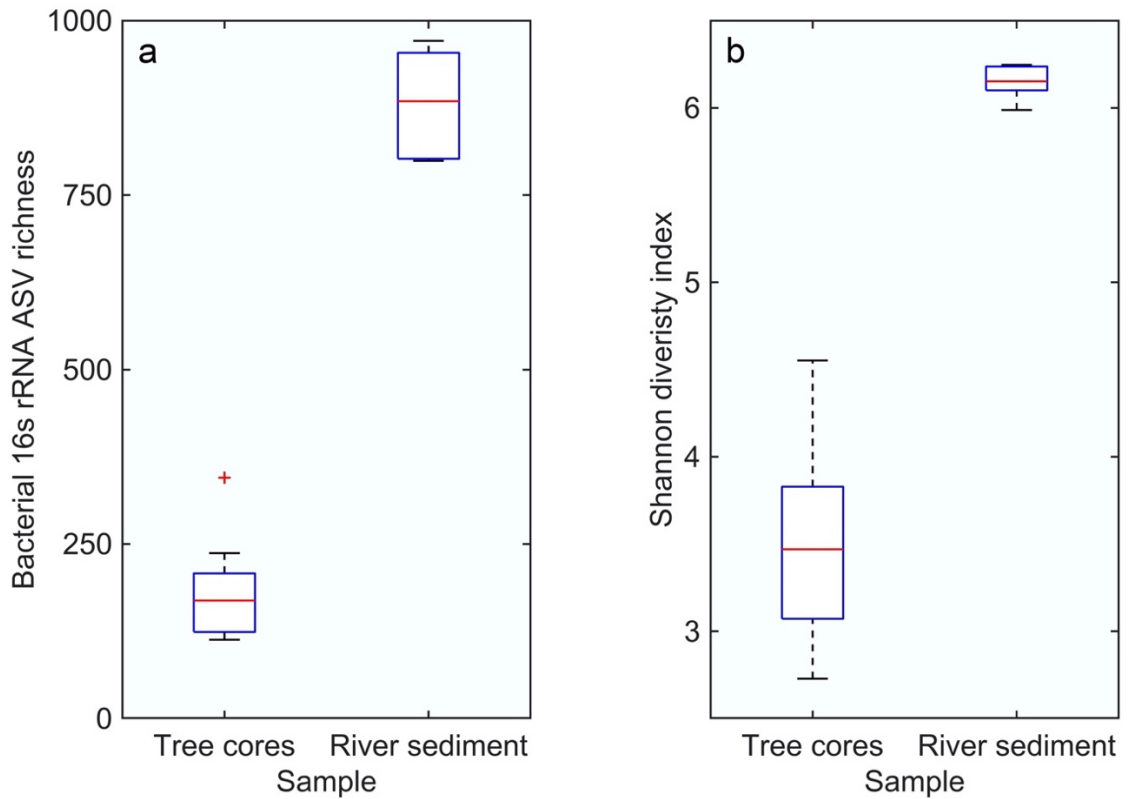 a
Bacterial 16s rRNA ASV richness
1000
750
500
250
0
Tree cores
River sediment
Sample
b
Shannon diveristy index
6
5
4
3
Tree cores
River sediment
Sample